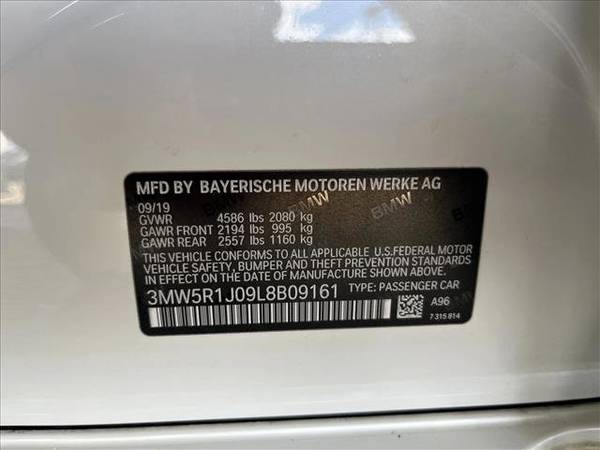 MFD BY BAYERISCHE MOTOREN WERKE AG
09/19
GVWR 4586 lbs 2080 kg
GAWR FRONT 2194 lbs 995 kg
GAWR REAR 2557 lbs 1160 kg
THIS VEHICLE CONFORMS TO ALL APPLICABLE U.S.FEDERAL MOTOR
VEHICLE SAFETY, BUMPER AND THEFT PREVENTION STANDARDS
IN EFFECT ON THE DATE OF MANUFACTURE SHOWN ABOVE.
3MW5R1J09L8B09161 TYPE: PASSENGER CAR
A96
7 315 814
BMW
BMW